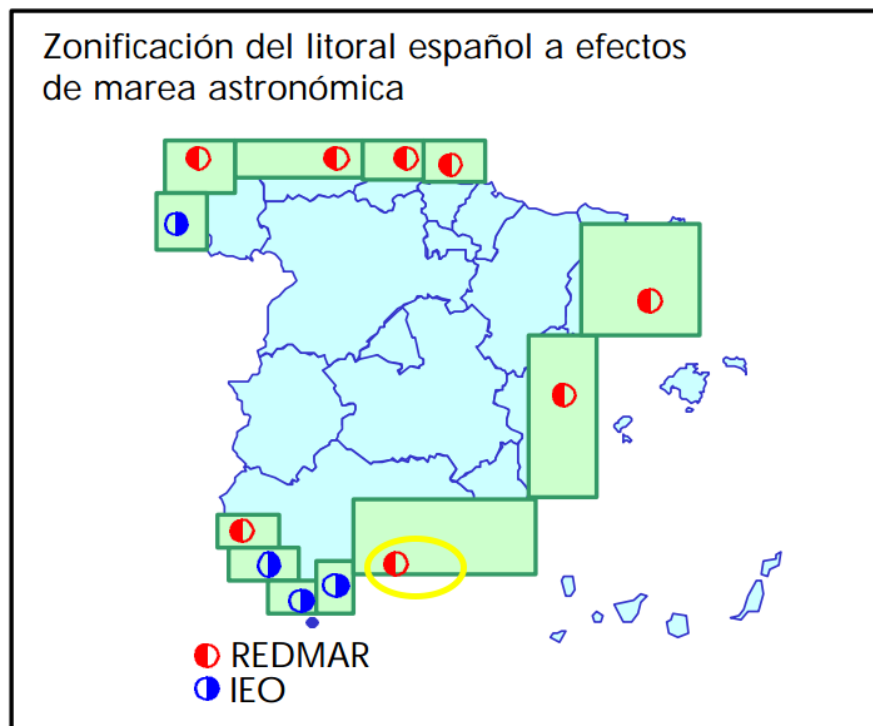 Zonificación del litoral español a efectos
de marea astronómica
REDMAR
IEO